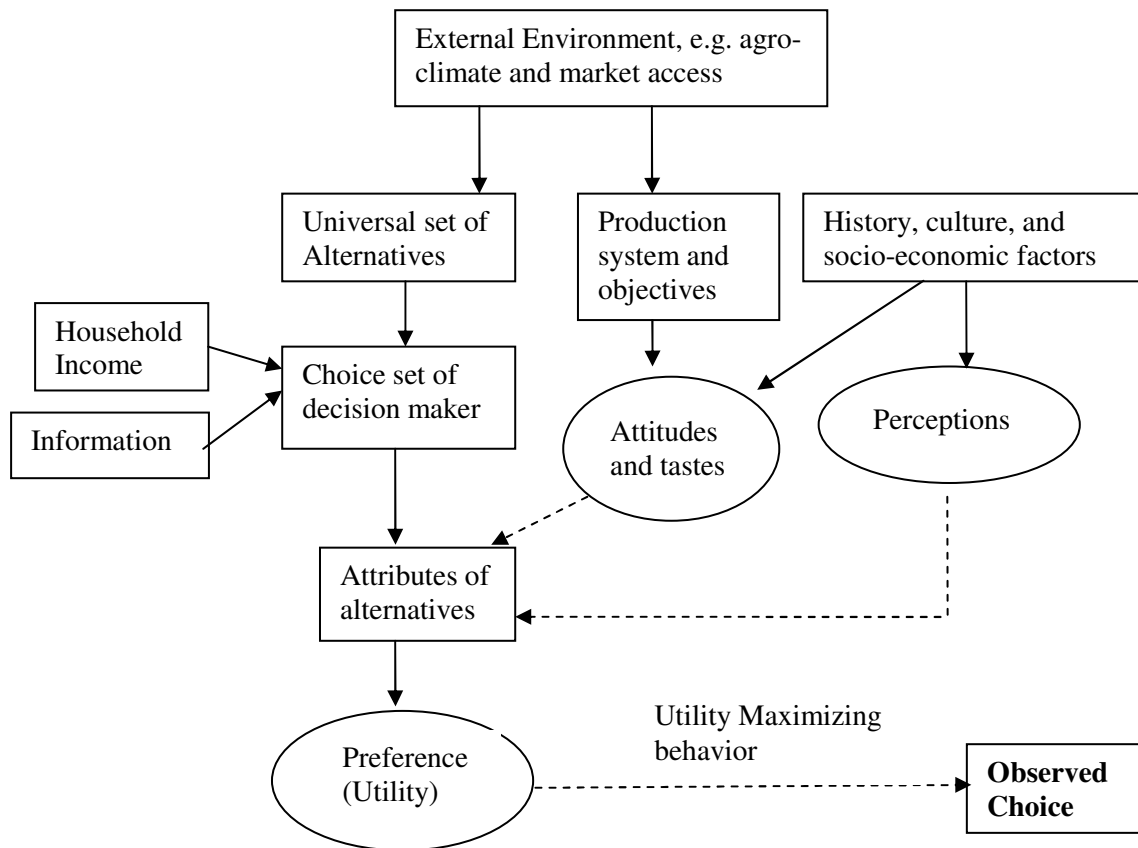 External Environment, e.g. agro-
climate and market access
Universal set of
Alternatives
Production
system and
objectives
History, culture, and
socio-economic factors
Household
Income
Information
Choice set of
decision maker
Attitudes
and tastes
Perceptions
Attributes of
alternatives
Preference
(Utility)
Utility Maximizing
behavior
Observed
Choice